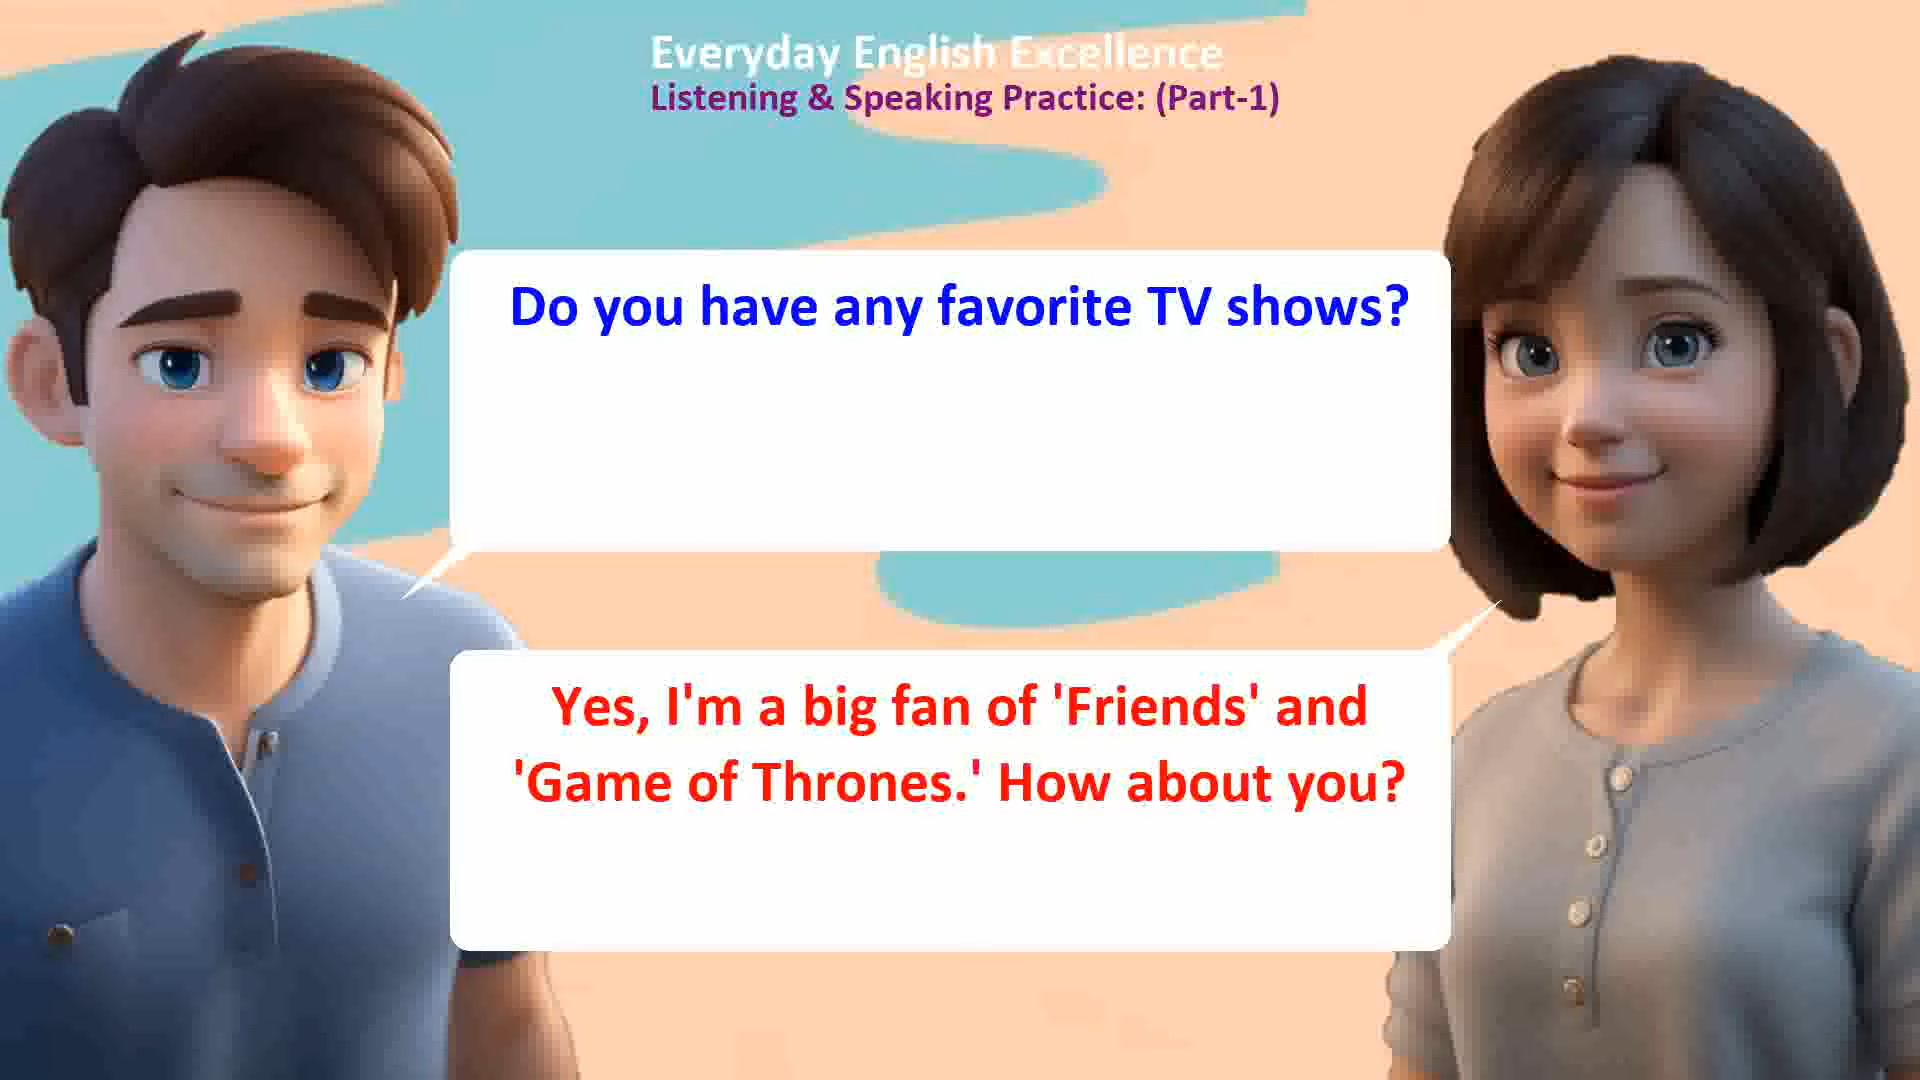 Everyday English Excellence
Listening & Speaking Practice: (Part-1)
Do you have any favorite TV shows?
Yes, I'm a big fan of 'Friends' and
'Game of Thrones.' How about you?